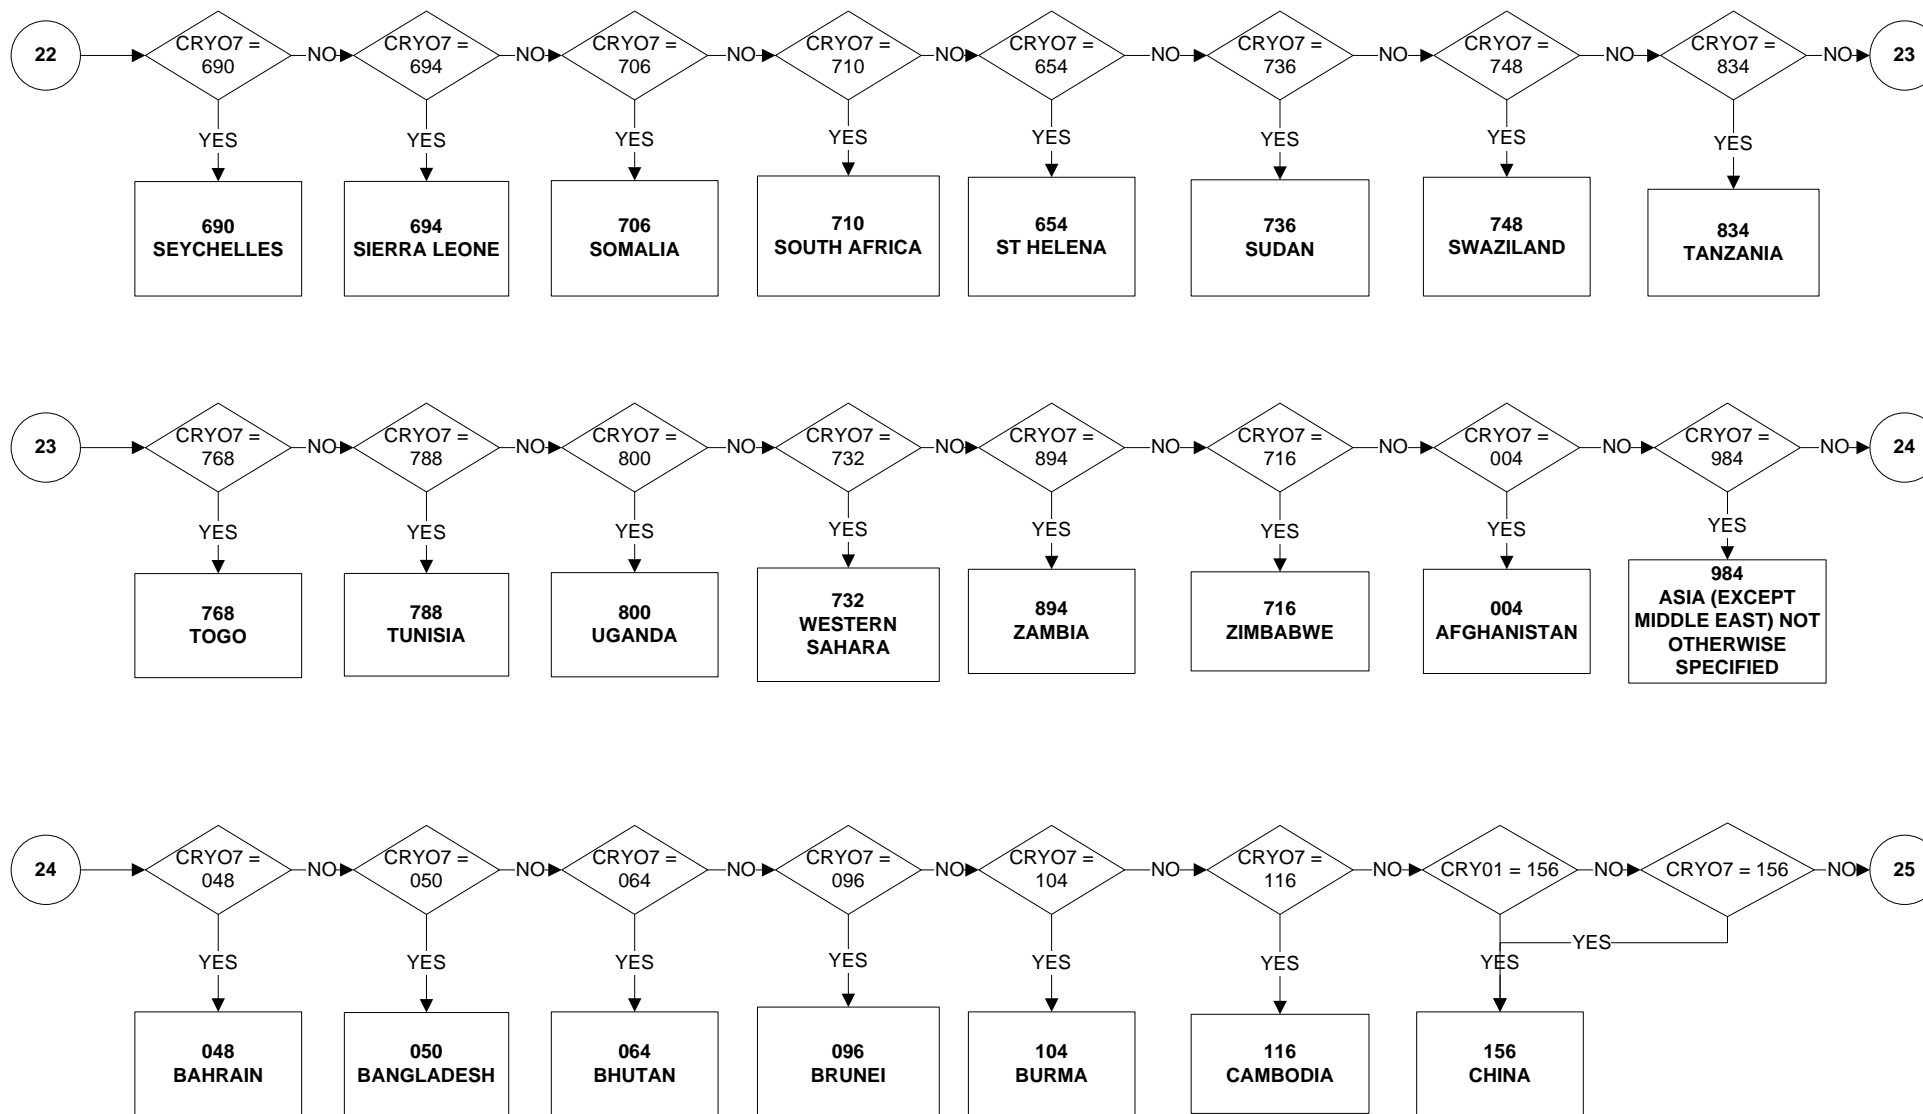 22
CRYO7 =
690
NO
CRYO7 =
694
NO
CRYO7 =
706
NO
CRYO7 =
710
NO
CRYO7 =
654
NO
CRYO7 =
736
NO
CRYO7 =
748
NO
CRYO7 =
834
NO
23
YES
YES
YES
YES
YES
YES
YES
YES
690
SEYCHELLES
694
SIERRA LEONE
706
SOMALIA
710
SOUTH AFRICA
654
ST HELENA
736
SUDAN
748
SWAZILAND
834
TANZANIA
23
CRYO7 =
768
NO
CRYO7 =
788
NO
CRYO7 =
800
NO
CRYO7 =
732
NO
CRYO7 =
894
NO
CRYO7 =
716
NO
CRYO7 =
004
NO
CRYO7 =
984
NO
24
YES
YES
YES
YES
YES
YES
YES
YES
768
TOGO
788
TUNISIA
800
UGANDA
732
WESTERN
SAHARA
894
ZAMBIA
716
ZIMBABWE
004
AFGHANISTAN
984
ASIA (EXCEPT
MIDDLE EAST) NOT
OTHERWISE
SPECIFIED
24
CRYO7 =
048
NO
CRYO7 =
050
NO
CRYO7 =
064
NO
CRYO7 =
096
NO
CRYO7 =
104
NO
CRYO7 =
116
NO
CRY01 = 156
NO
CRYO7 = 156
NO
25
YES
YES
YES
YES
YES
YES
YES
YES
048
BAHRAIN
050
BANGLADESH
064
BHUTAN
096
BRUNEI
104
BURMA
116
CAMBODIA
156
CHINA